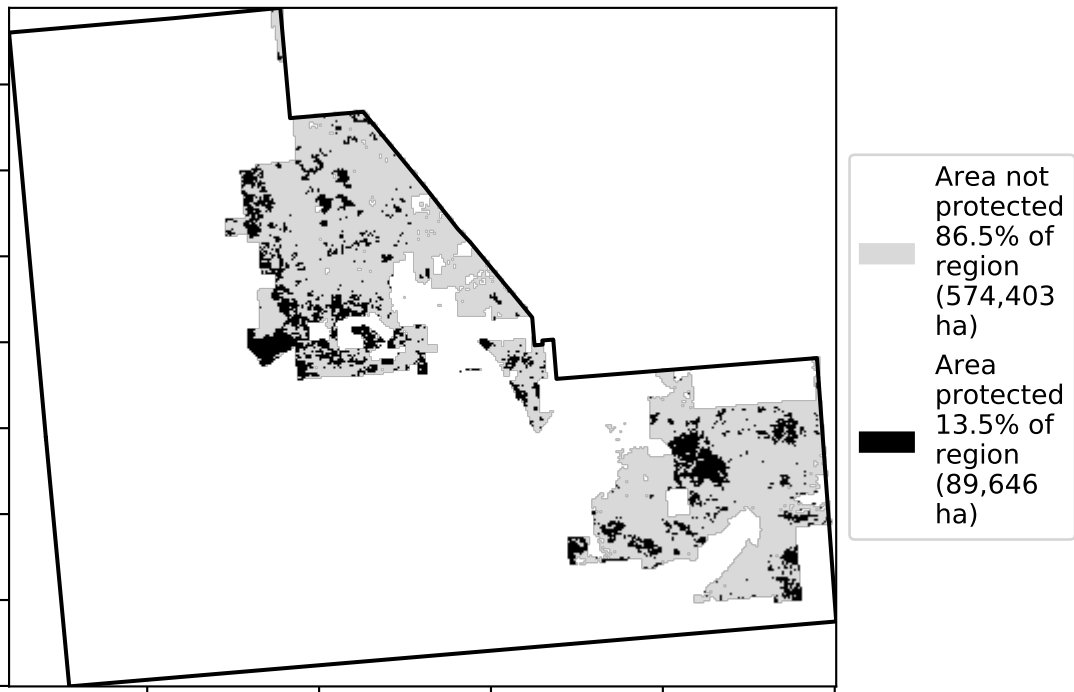 Area not
protected
86.5% of
region
(574,403
ha)
Area
protected
13.5% of
region
(89,646
ha)